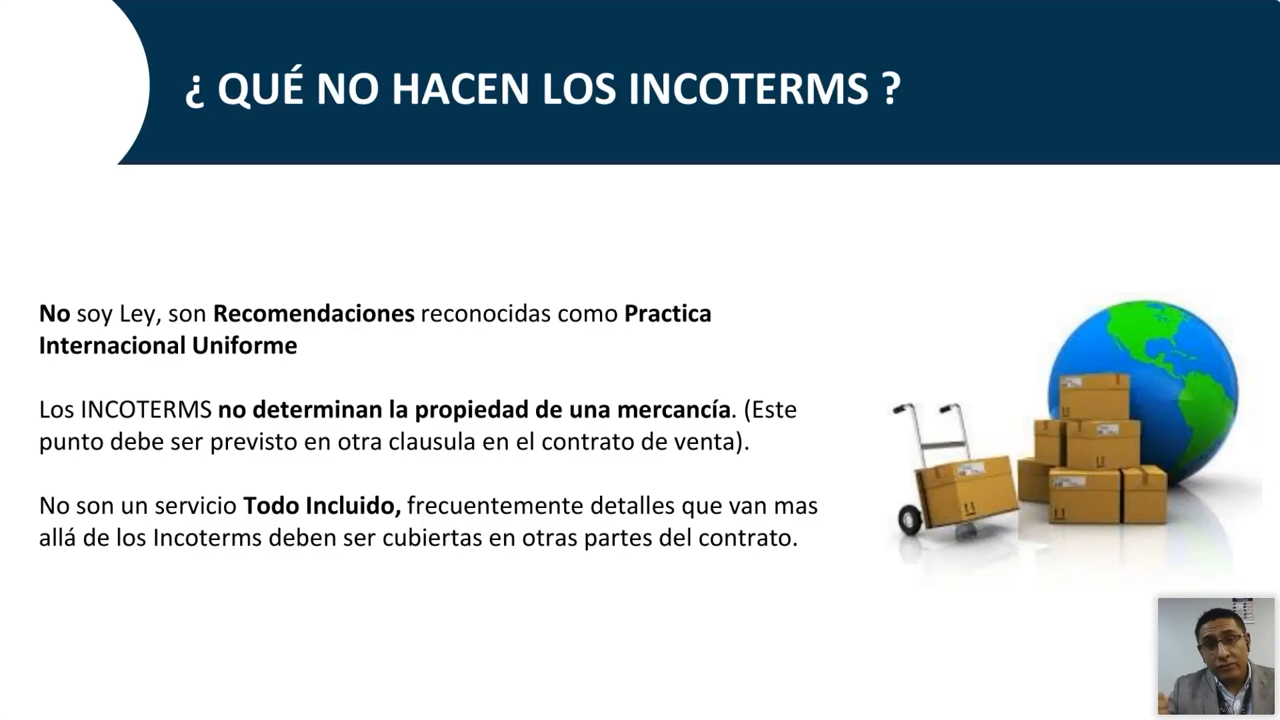 ¿ QUÉ NO HACEN LOS INCOTERMS ?
No soy Ley, son Recomendaciones reconocidas como Practica
Internacional Uniforme
Los INCOTERMS no determinan la propiedad de una mercancía. (Este
punto debe ser previsto en otra clausula en el contrato de venta).
No son un servicio Todo Incluido, frecuentemente detalles que van mas
allá de los Incoterms deben ser cubiertas en otras partes del contrato.